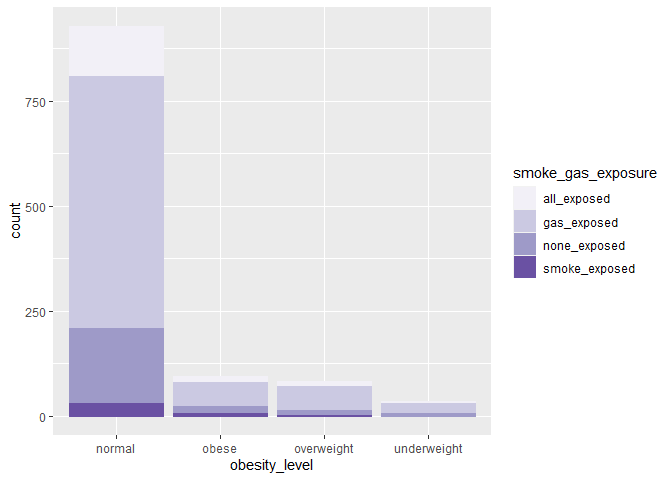 count
750
500
250
0
normal
obese
overweight
underweight
obesity_level
smoke_gas_exposure
all_exposed
gas_exposed
none_exposed
smoke_exposed